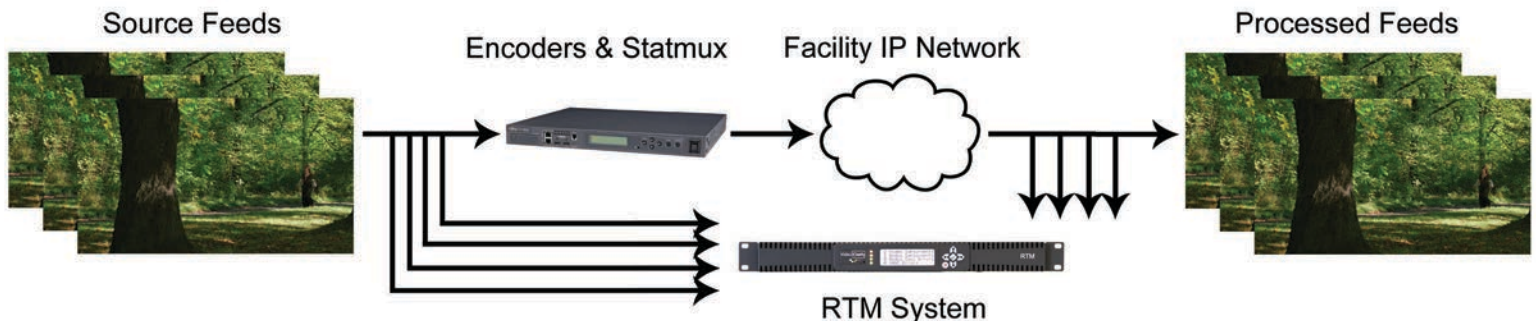 Source Feeds
Encoders & Statmux
Facility IP Network
Processed Feeds
RTM
RTM System